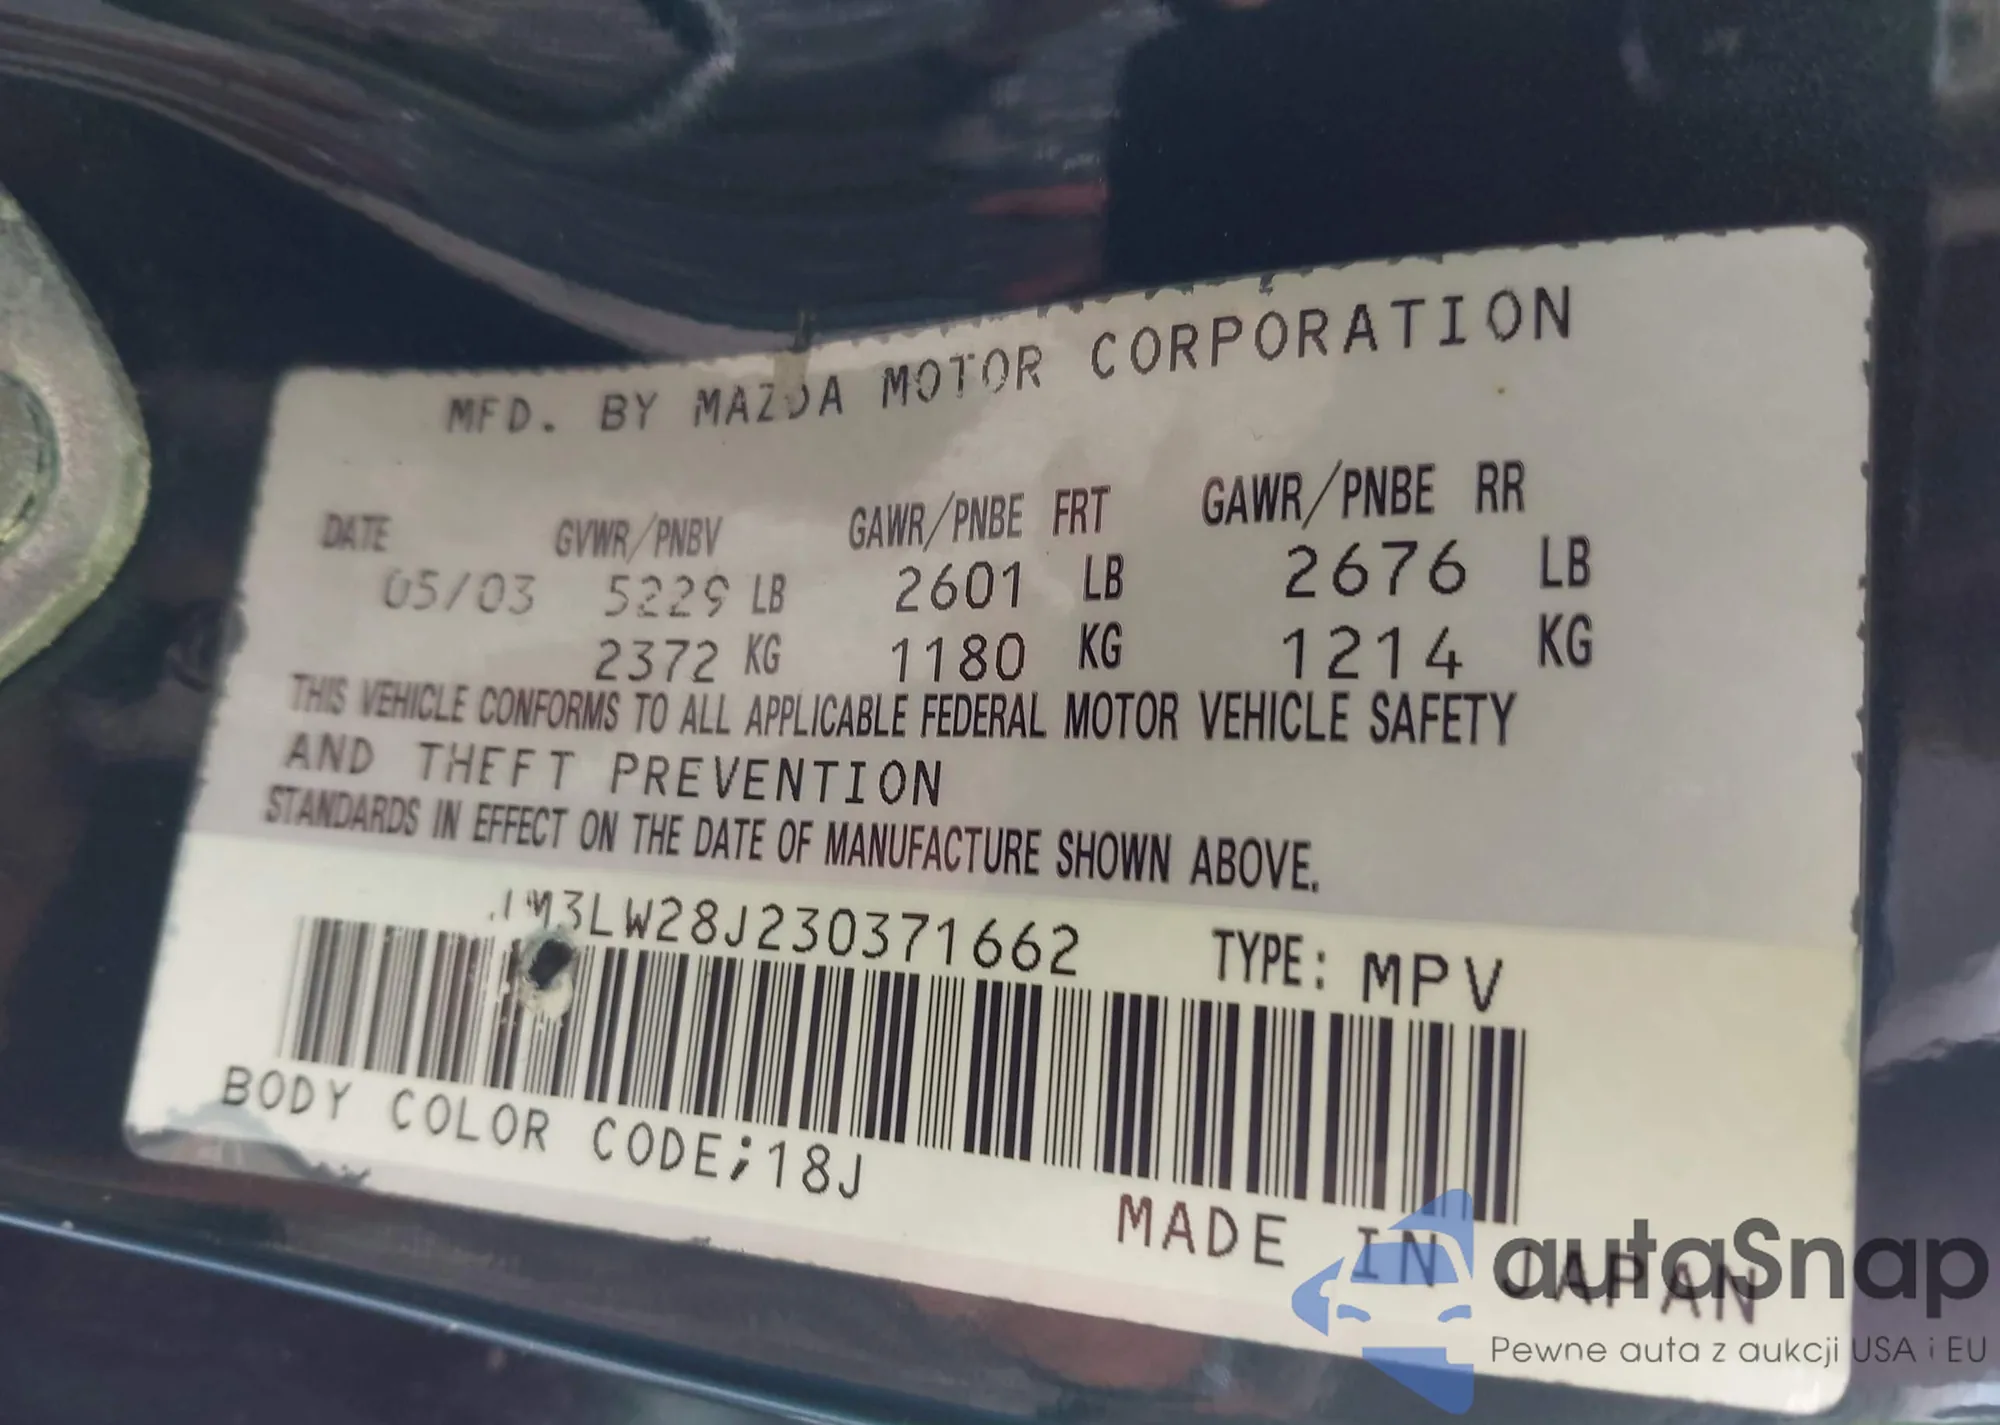 MFD. BY MAZDA MOTOR CORPORATION
DATE GVWR/PNBV GAWR/PNBE FRT GAWR/PNBE RR
05/03 5229 LB 2601 LB 2676 LB
2372 KG 1180 KG 1214 KG
THIS VEHICLE CONFORMS TO ALL APPLICABLE FEDERAL MOTOR VEHICLE SAFETY
AND THEFT PREVENTION
STANDARDS IN EFFECT ON THE DATE OF MANUFACTURE SHOWN ABOVE.
JM3LW28J230371662 TYPE: MPV
BODY COLOR CODE;18J
MADE IN JAPAN
autaSnap
Pewne auta z aukcji USA i EU